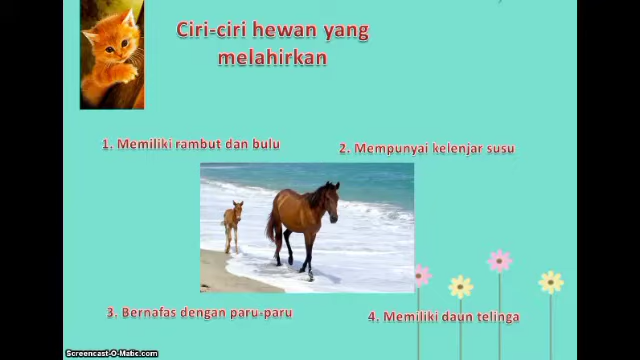 Ciri-ciri hewan yang
melahirkan
1. Memiliki rambut dan bulu
2. Mempunyai kelenjar susu
3. Bernafas dengan paru-paru
4. Memiliki daun telinga
Screencast-O-Matic.com